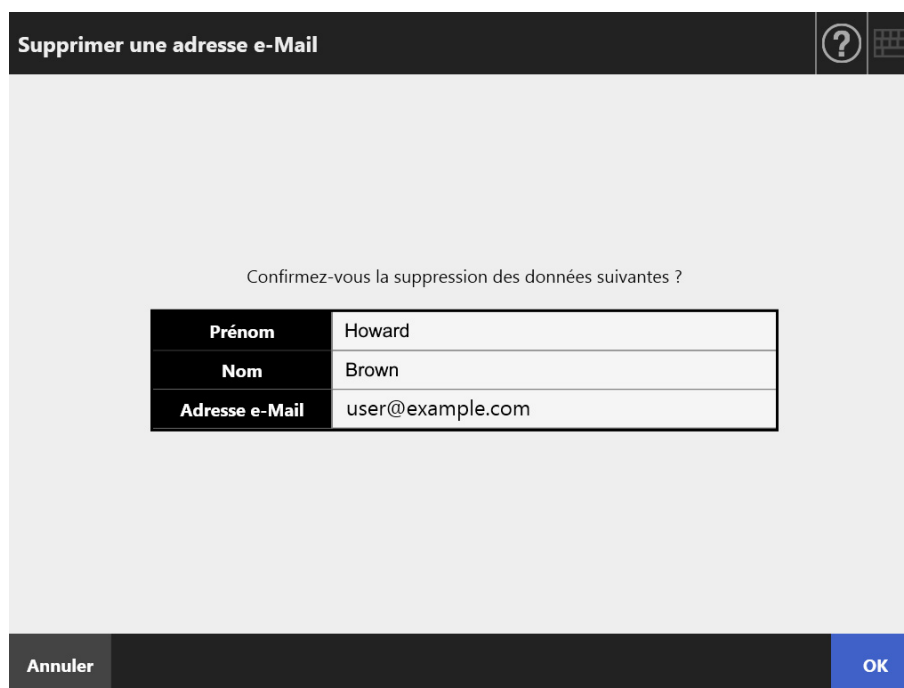 Supprimer une adresse e-Mail
Confirmez-vous la suppression des données suivantes ?
Prénom Howard
Nom Brown
Adresse e-Mail user@example.com
Annuler OK